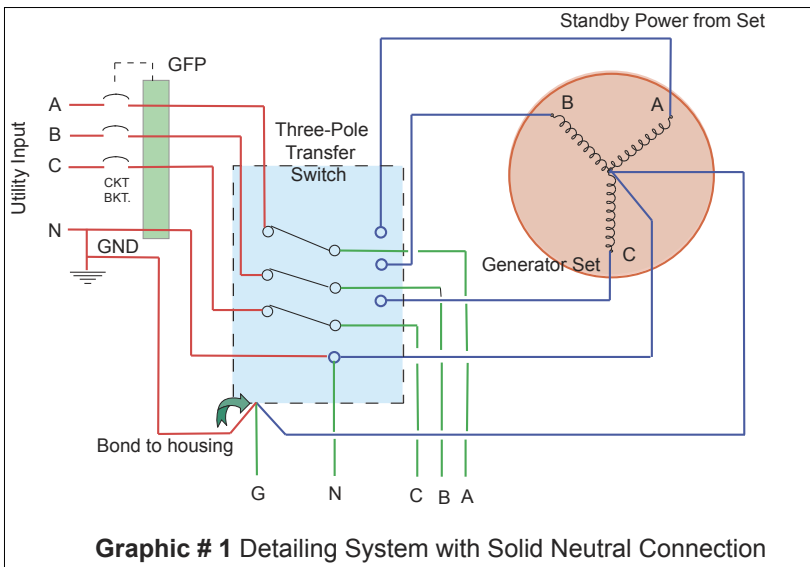 Standby Power from Set
GFP
A
B
C
N
Utility Input
CKT
BKT.
GND
Three-Pole
Transfer
Switch
B
A
C
Generator Set
Bond to housing
G
N
C
B
A
Graphic # 1 Detailing System with Solid Neutral Connection